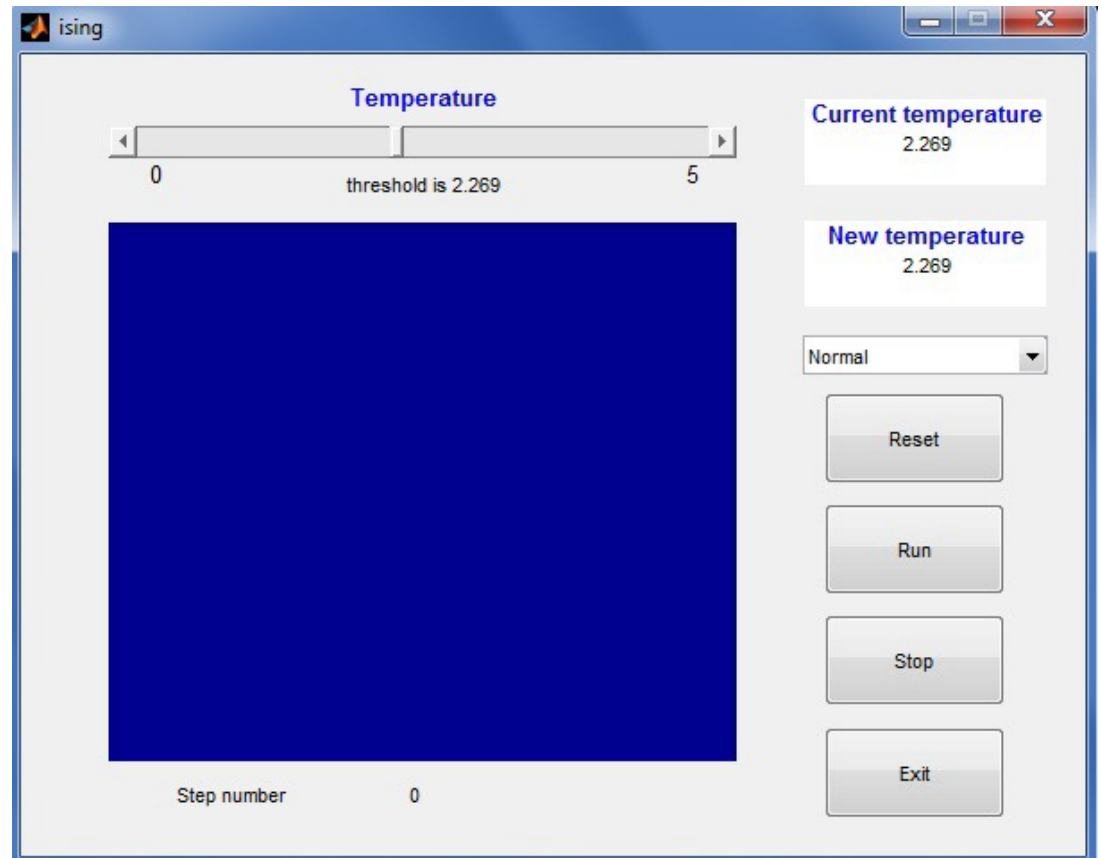 ising
Temperature
0
5
threshold is 2.269
Current temperature
2.269
New temperature
2.269
Normal
Reset
Run
Stop
Exit
Step number 0